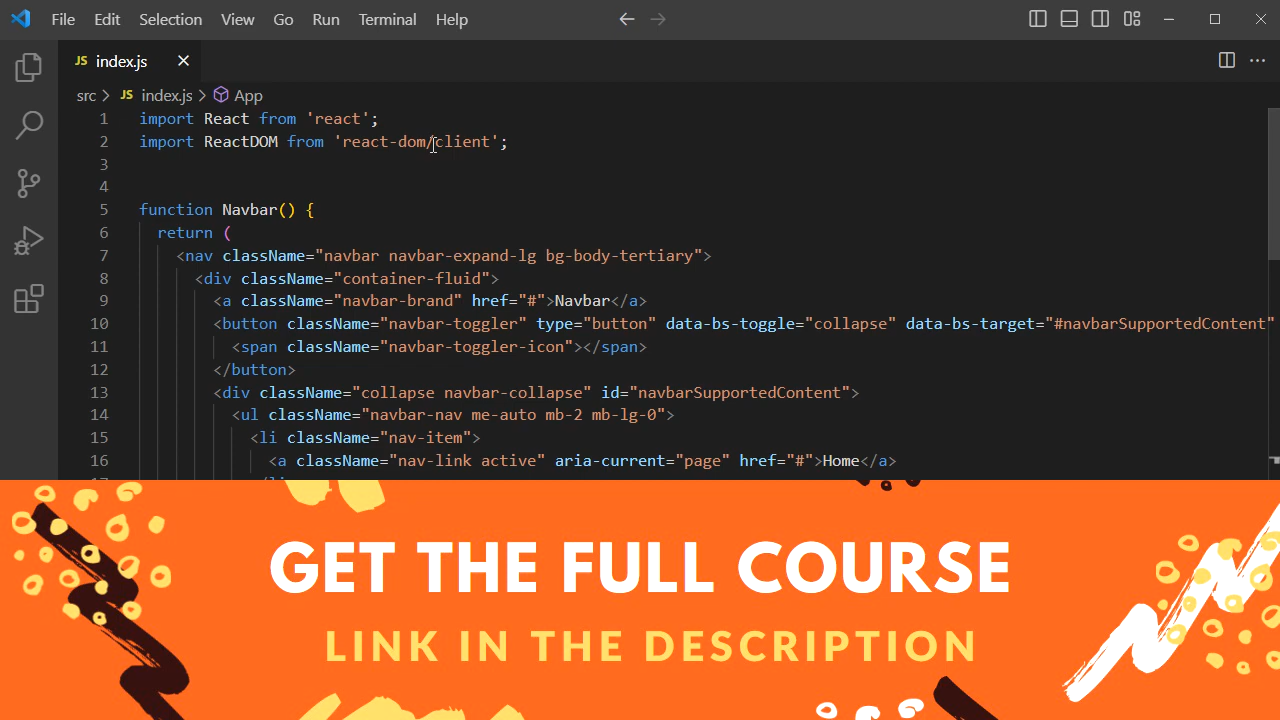 File Edit Selection View Go Run Terminal Help
JS index.js
src > JS index.js > App
1 import React from 'react';
2 import ReactDOM from 'react-dom/client';
3
4
5 function Navbar() {
6 return (
7 <nav className="navbar navbar-expand-lg bg-body-tertiary">
8 <div className="container-fluid">
9 <a className="navbar-brand" href="#">Navbar</a>
10 <button className="navbar-toggler" type="button" data-bs-toggle="collapse" data-bs-target="#navbarSupportedContent"
11 <span className="navbar-toggler-icon"></span>
12 </button>
13 <div className="collapse navbar-collapse" id="navbarSupportedContent">
14 <ul className="navbar-nav me-auto mb-2 mb-lg-0">
15 <li className="nav-item">
16 <a className="nav-link active" aria-current="page" href="#">Home</a>
GET THE FULL COURSE
LINK IN THE DESCRIPTION